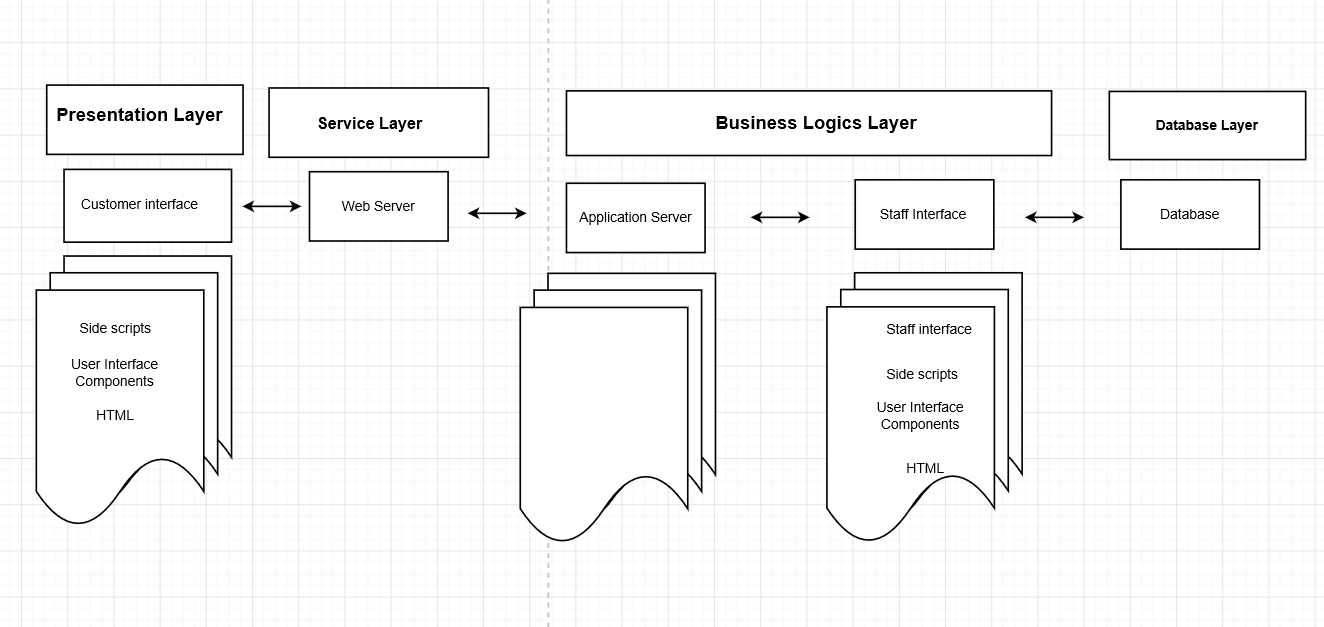 Presentation Layer
Service Layer
Business Logics Layer
Database Layer
Customer interface
Web Server
Application Server
Staff Interface
Database
Side scripts
User Interface
Components
HTML
Staff interface
Side scripts
User Interface
Components
HTML